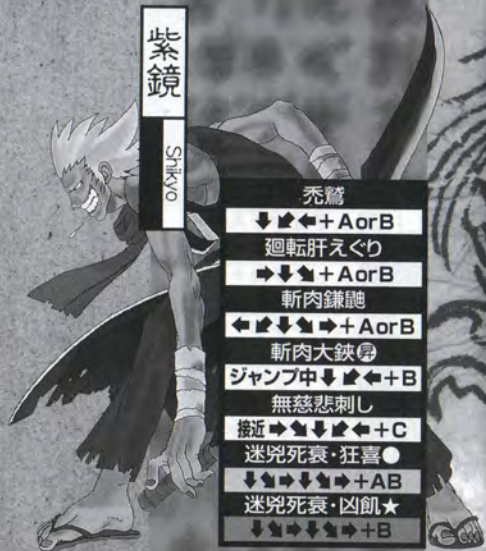 紫鏡
Shikyo
禿鷲
⬇⬋⬅+AorB
廻転肝えぐり
➡⬇⬊+AorB
斬肉鎌鼬
⬅⬋⬇⬊➡+AorB
斬肉大鋏昇
ジャンプ中⬇⬋⬅+B
無慈悲刺し
接近➡⬊⬇⬋⬅+C
迷兇死衰・狂喜●
⬇⬊➡⬇⬊➡+AB
迷兇死衰・凶飢★
⬇⬊➡⬇⬊➡+B